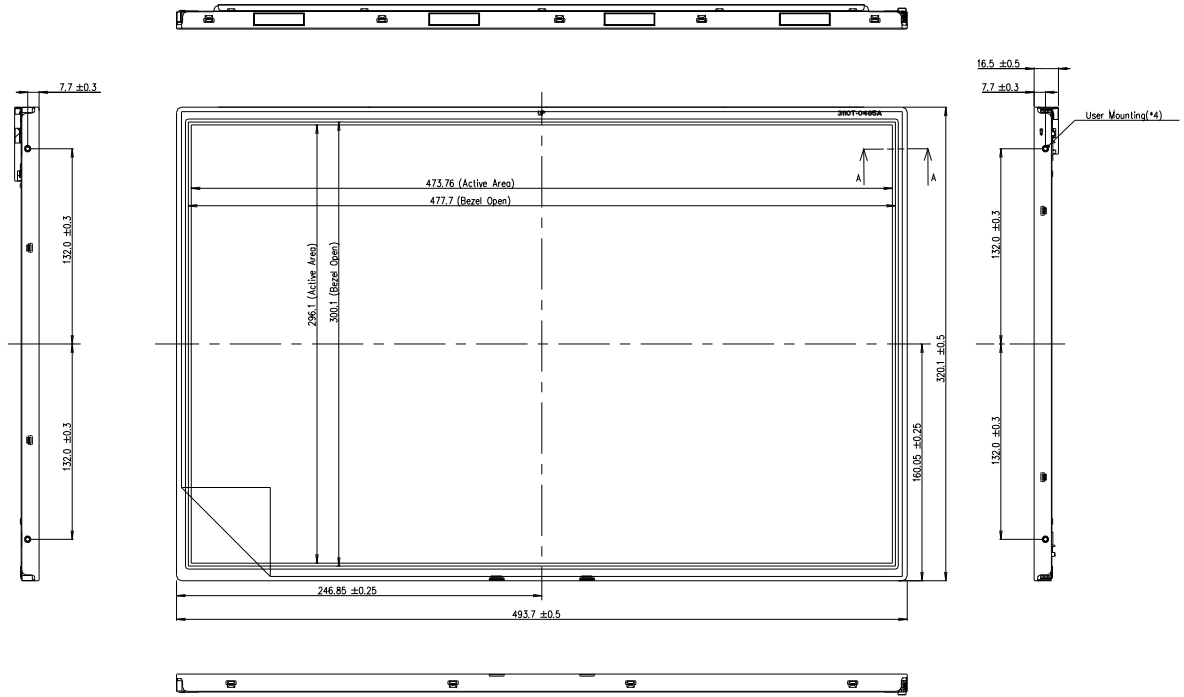 16.5 ±0.5
7.7 ±0.3
7.7 ±0.3
UP
3110T-0485A
User Mounting(*4)
A
A
473.76 (Active Area)
477.7 (Bezel Open)
132.0 ±0.3
296.1 (Active Area)
300.1 (Bezel Open)
132.0 ±0.3
320.1 ±0.5
132.0 ±0.3
160.05 ±0.25
132.0 ±0.3
246.85 ±0.25
493.7 ±0.5